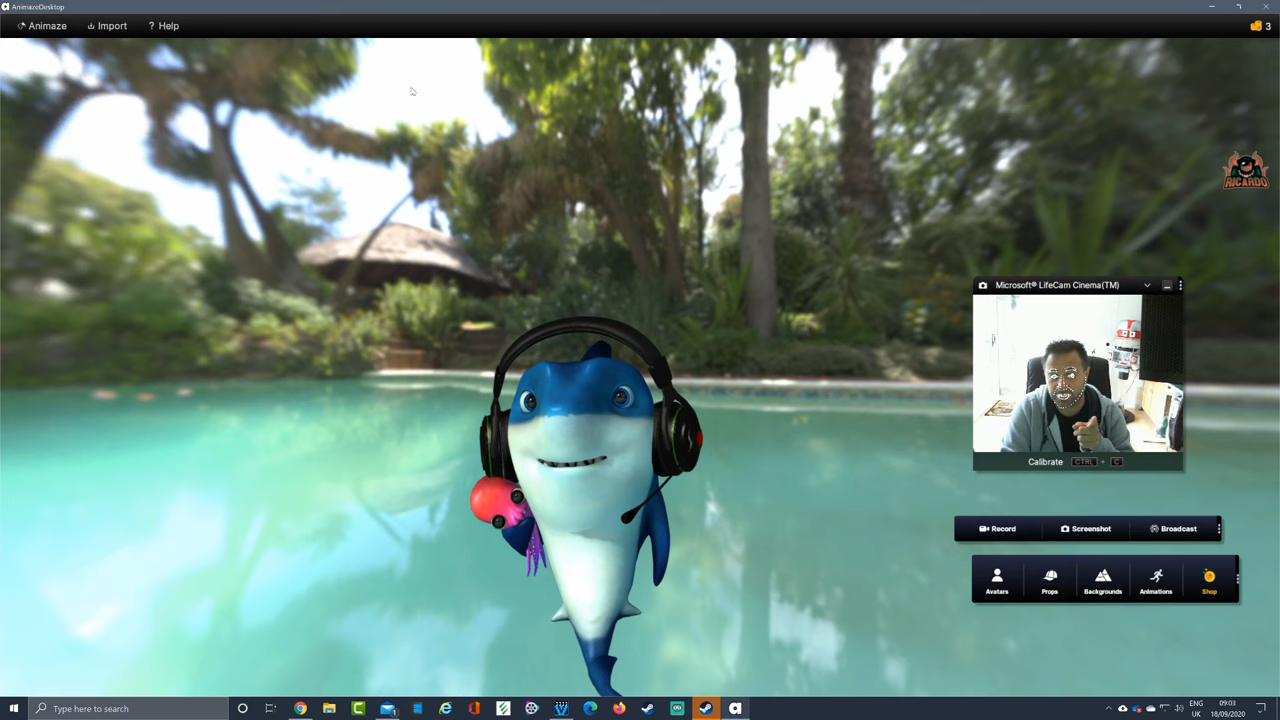 AnimazeDesktop
Animaze Import ? Help
3
RICARDO
Microsoft® LifeCam Cinema(TM)
Calibrate CTRL + C
Record Screenshot Broadcast
Avatars Props Backgrounds Animations Shop
Type here to search
ENG
UK
09:03
18/09/2020